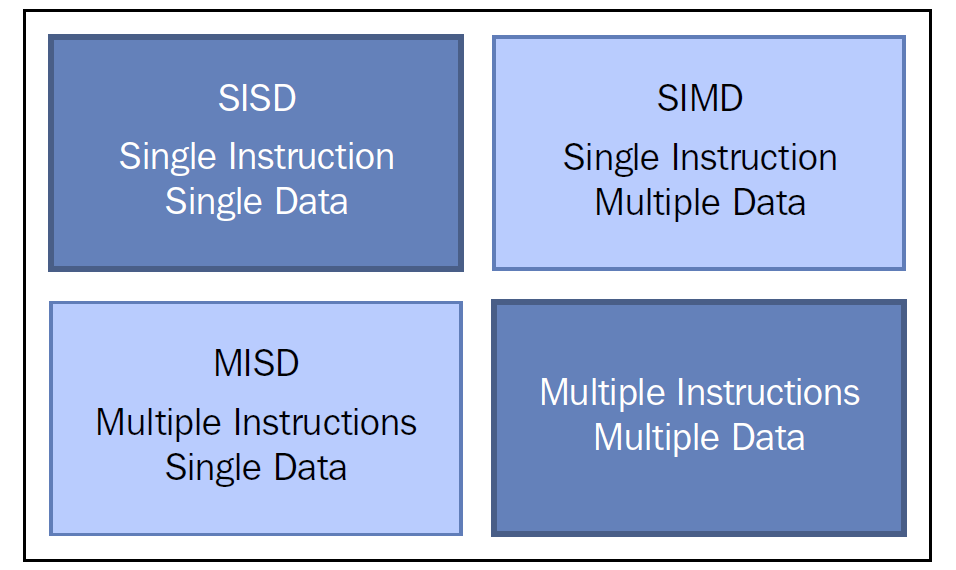 SISD
Single Instruction
Single Data
SIMD
Single Instruction
Multiple Data
MISD
Multiple Instructions
Single Data
Multiple Instructions
Multiple Data